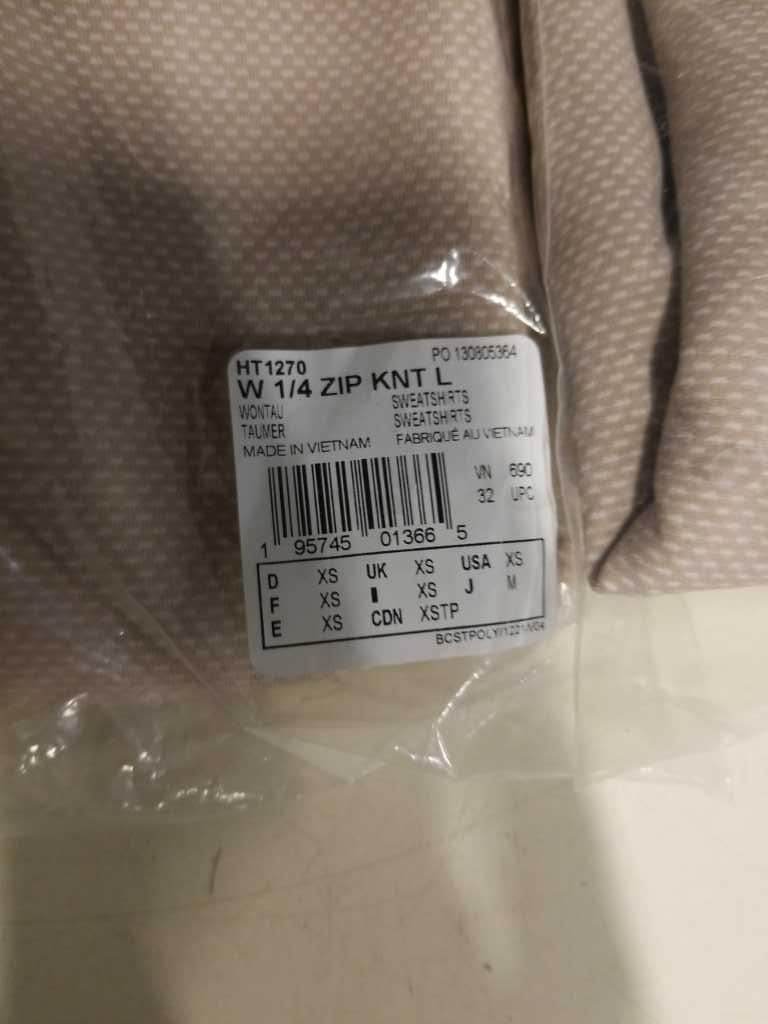 PO 130805364
HT1270
W 1/4 ZIP KNT L
WONTAU SWEATSHIRTS
TAUMER SWEATSHIRTS
MADE IN VIETNAM FABRIQUÉ AU VIETNAM
VN 690
32 UPC
1 95745 01366 5
D XS UK XS USA XS
F XS I XS J M
E XS CDN XSTP